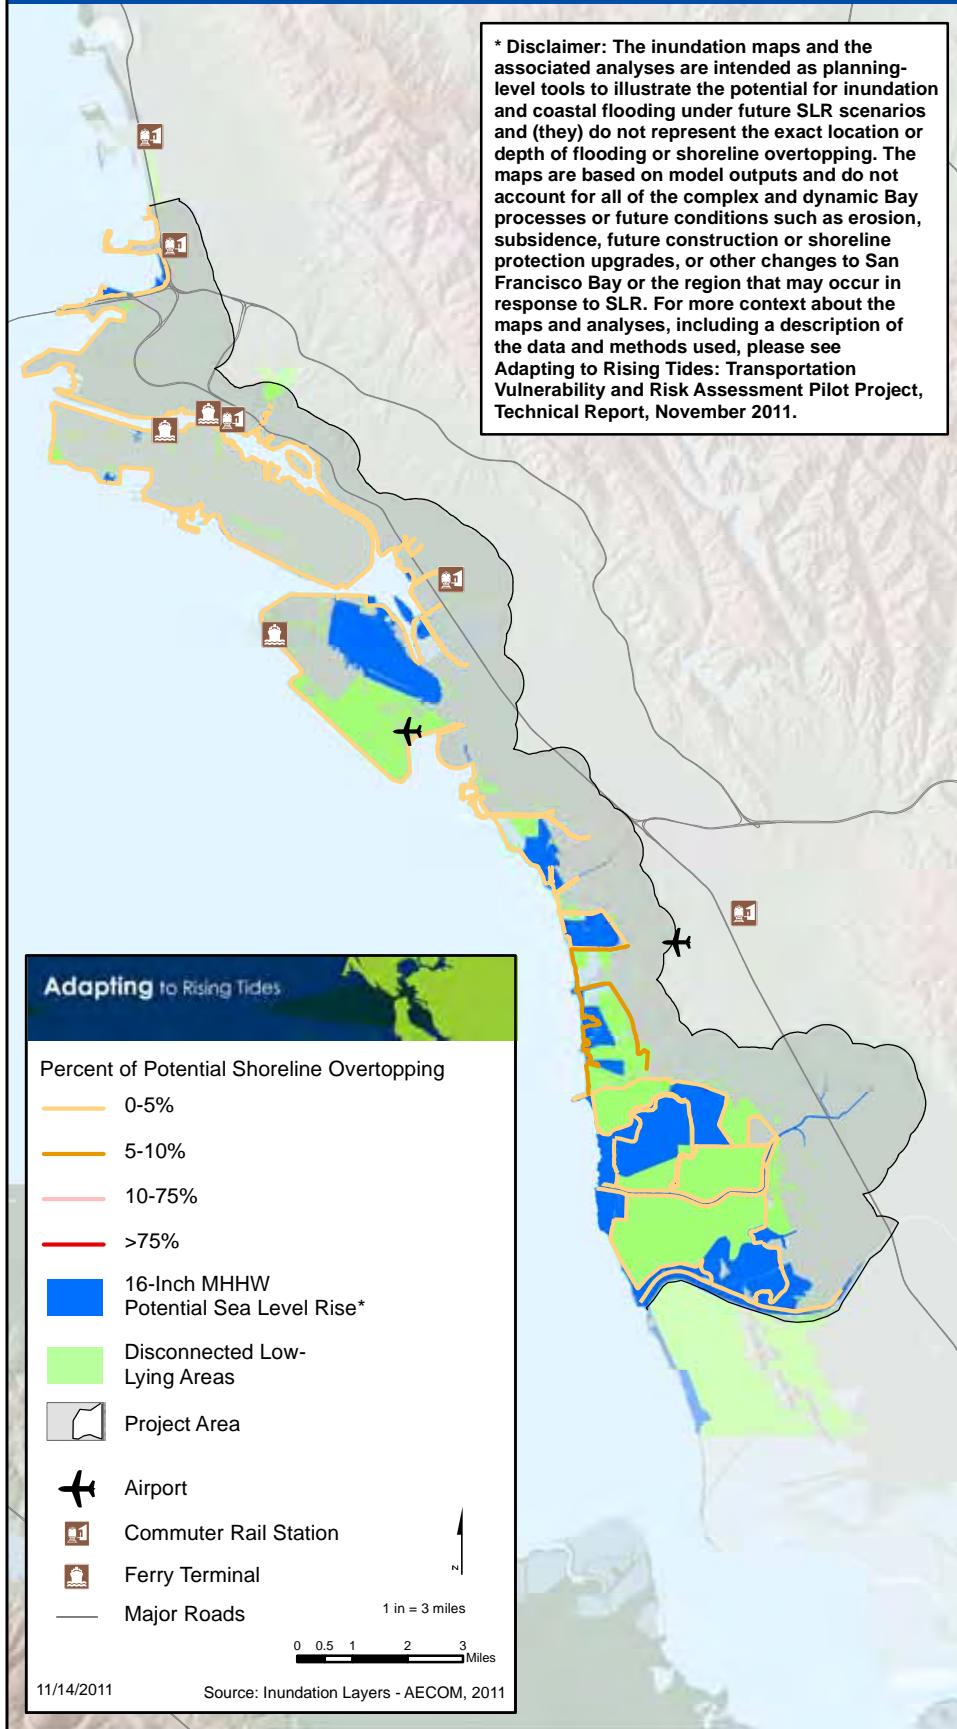 * Disclaimer: The inundation maps and the
associated analyses are intended as planning-
level tools to illustrate the potential for inundation
and coastal flooding under future SLR scenarios
and (they) do not represent the exact location or
depth of flooding or shoreline overtopping. The
maps are based on model outputs and do not
account for all of the complex and dynamic Bay
processes or future conditions such as erosion,
subsidence, future construction or shoreline
protection upgrades, or other changes to San
Francisco Bay or the region that may occur in
response to SLR. For more context about the
maps and analyses, including a description of
the data and methods used, please see
Adapting to Rising Tides: Transportation
Vulnerability and Risk Assessment Pilot Project,
Technical Report, November 2011.
Adapting to Rising Tides
Percent of Potential Shoreline Overtopping
0-5%
5-10%
10-75%
>75%
16-Inch MHHW
Potential Sea Level Rise*
Disconnected Low-
Lying Areas
Project Area
Airport
Commuter Rail Station
Ferry Terminal
Major Roads
z
1 in = 3 miles
0 0.5 1 2 3
Miles
11/14/2011 Source: Inundation Layers - AECOM, 2011